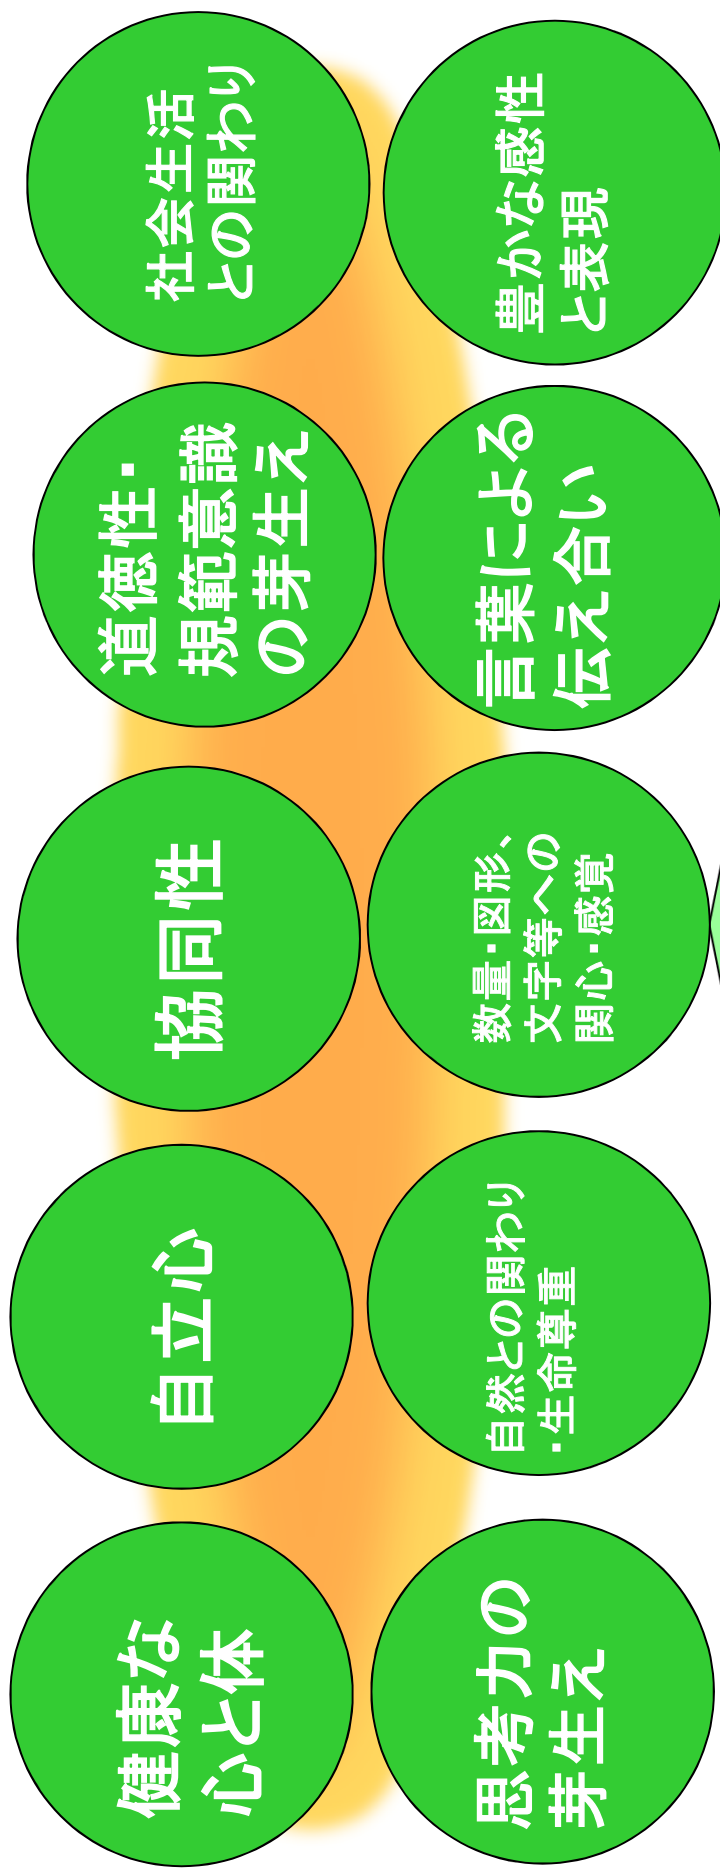 健康な
心と体
自立心
協同性
道徳性・
規範意識
の芽生え
社会生活
との関わり
思考力の
芽生え
自然との関わり
・生命尊重
数量・図形、
文字等への
関心・感覚
言葉による
伝え合い
豊かな感性
と表現